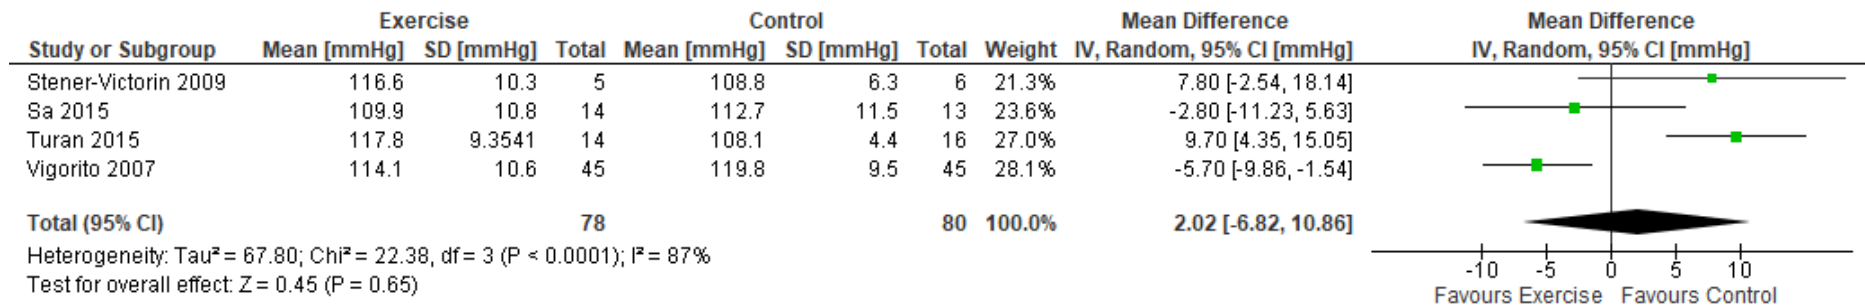 Exercise Control Mean Difference Mean Difference
Study or Subgroup Mean [mmHg] SD [mmHg] Total Mean [mmHg] SD [mmHg] Total Weight IV, Random, 95% CI [mmHg] IV, Random, 95% CI [mmHg]
Stener-Victorin 2009 116.6 10.3 5 108.8 6.3 6 21.3% 7.80 [-2.54, 18.14]
Sa 2015 109.9 10.8 14 112.7 11.5 13 23.6% -2.80 [-11.23, 5.63]
Turan 2015 117.8 9.3541 14 108.1 4.4 16 27.0% 9.70 [4.35, 15.05]
Vigorito 2007 114.1 10.6 45 119.8 9.5 45 28.1% -5.70 [-9.86, -1.54]
Total (95% CI) 78 80 100.0% 2.02 [-6.82, 10.86]
Heterogeneity: Tau² = 67.80; Chi² = 22.38, df = 3 (P < 0.0001); I² = 87%
Test for overall effect: Z = 0.45 (P = 0.65)
-10 -5 0 5 10
Favours Exercise Favours Control